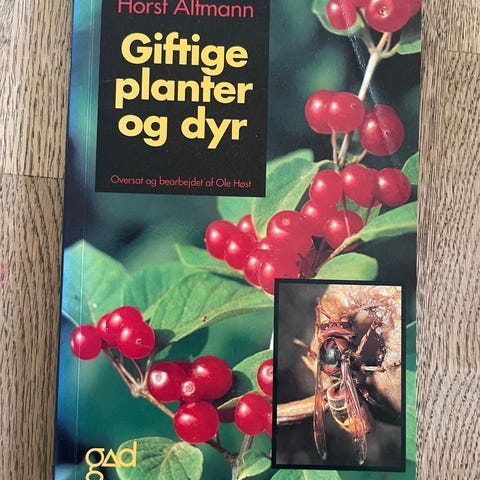 Horst Altmann
Giftige
planter
og dyr
Oversat og bearbejdet af Ole Høst
gad